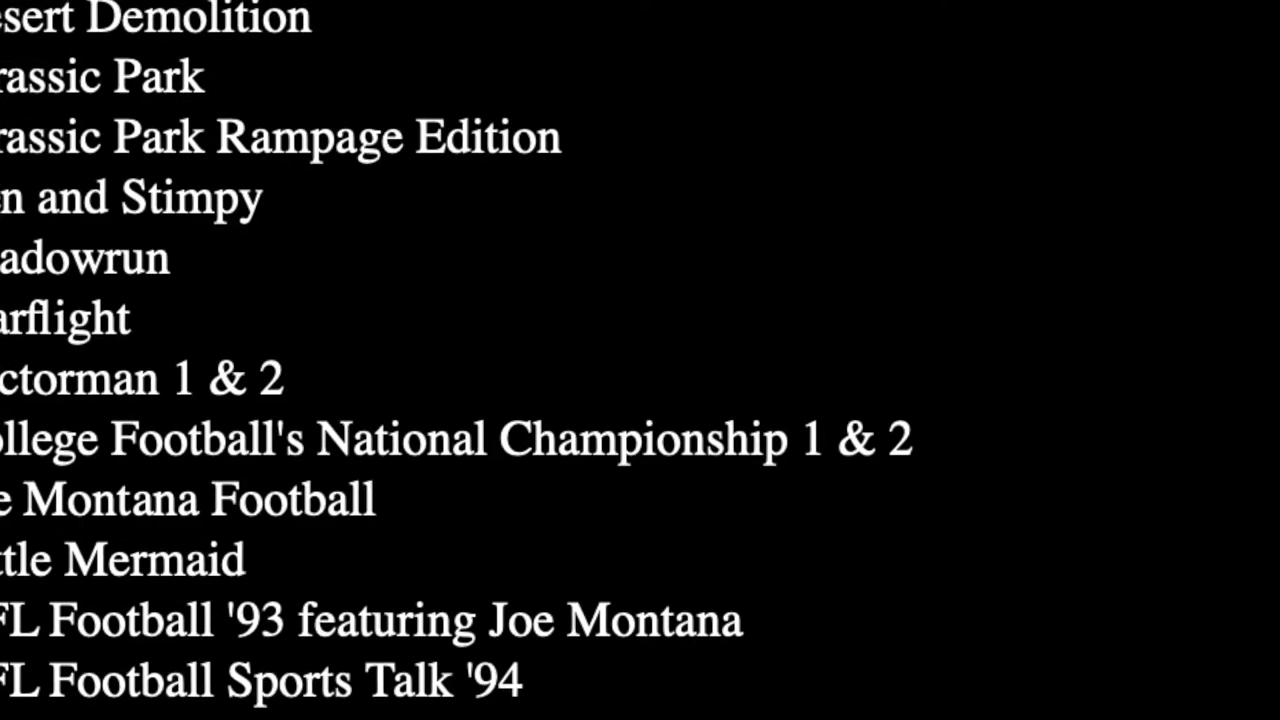 esert Demolition
rassic Park
rassic Park Rampage Edition
en and Stimpy
adowrun
arflight
ctorman 1 & 2
ollege Football's National Championship 1 & 2
e Montana Football
ttle Mermaid
FL Football '93 featuring Joe Montana
FL Football Sports Talk '94